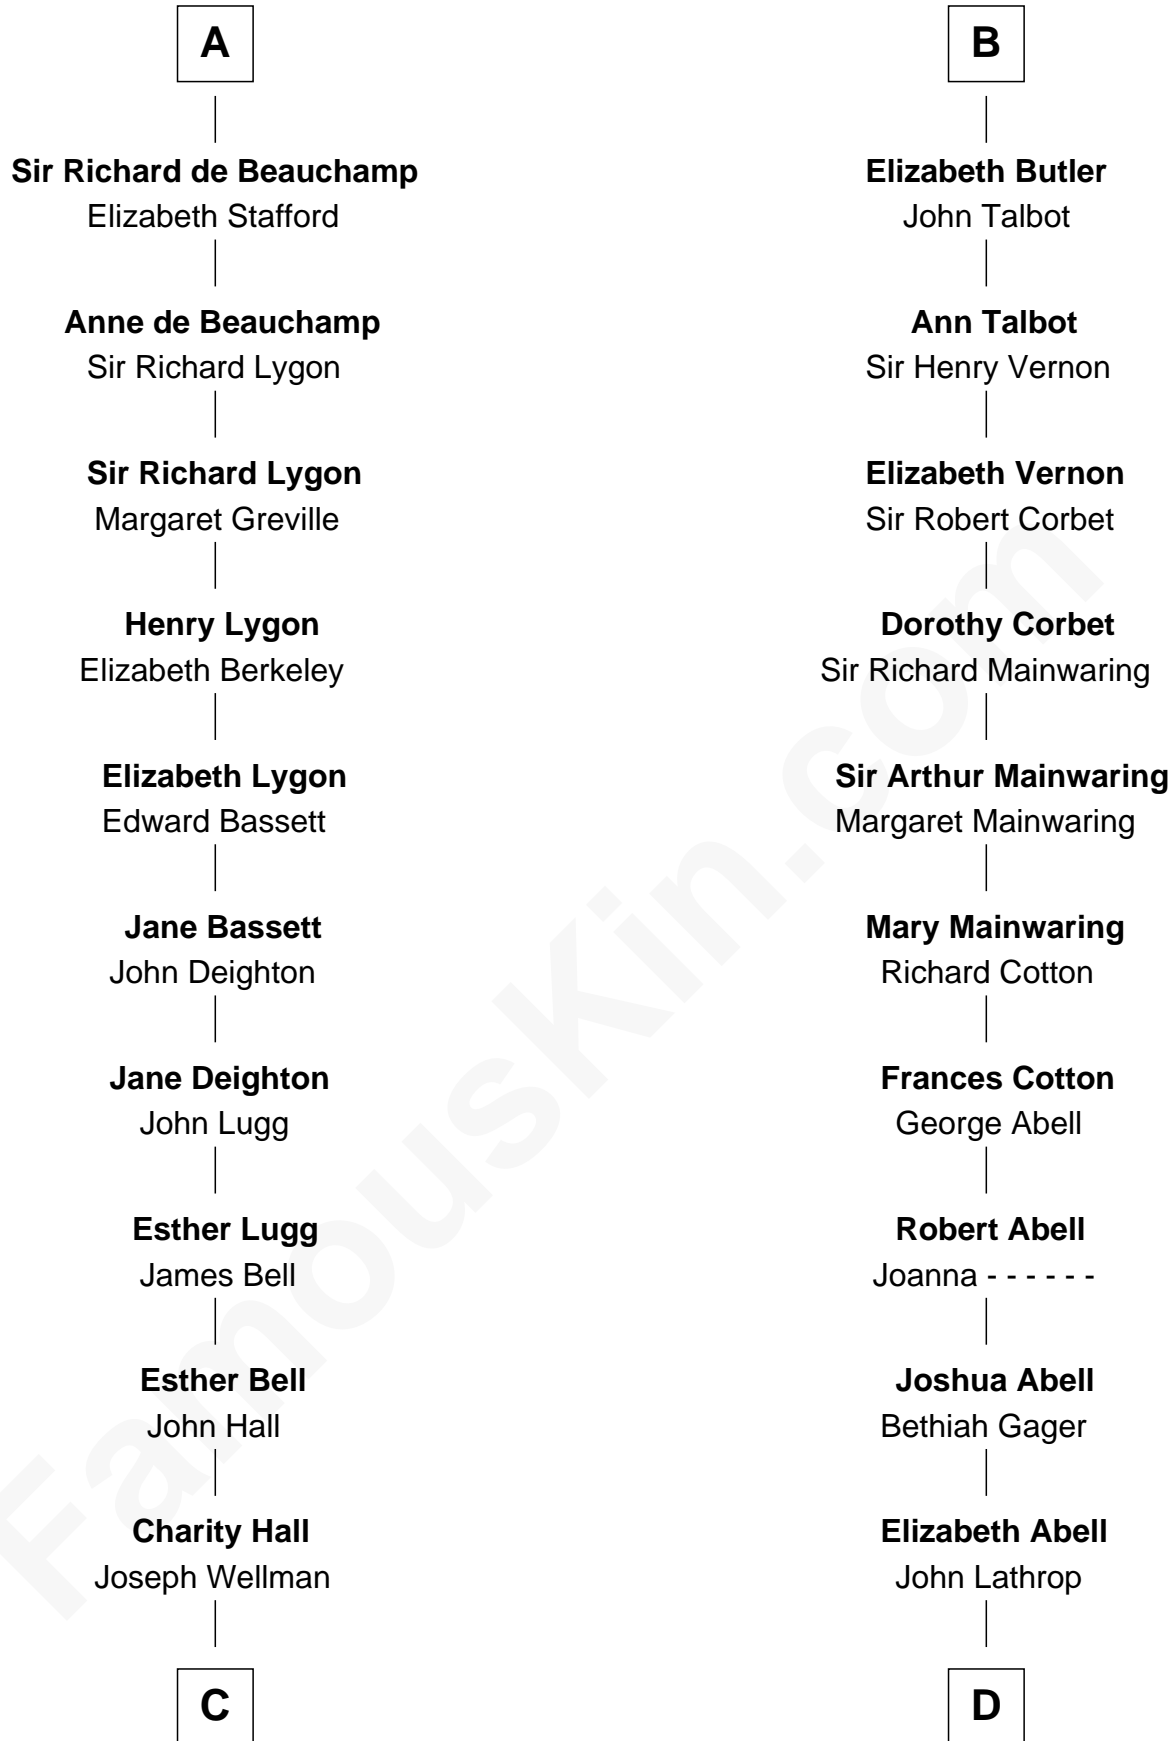 A
Sir Richard de Beauchamp
Elizabeth Stafford
Anne de Beauchamp
Sir Richard Lygon
Sir Richard Lygon
Margaret Greville
Henry Lygon
Elizabeth Berkeley
Elizabeth Lygon
Edward Bassett
Jane Bassett
John Deighton
Jane Deighton
John Lugg
Esther Lugg
James Bell
Esther Bell
John Hall
Charity Hall
Joseph Wellman
C
B
Elizabeth Butler
John Talbot
Ann Talbot
Sir Henry Vernon
Elizabeth Vernon
Sir Robert Corbet
Dorothy Corbet
Sir Richard Mainwaring
Sir Arthur Mainwaring
Margaret Mainwaring
Mary Mainwaring
Richard Cotton
Frances Cotton
George Abell
Robert Abell
Joanna - - - - - -
Joshua Abell
Bethiah Gager
Elizabeth Abell
John Lathrop
D
FamousKin.com